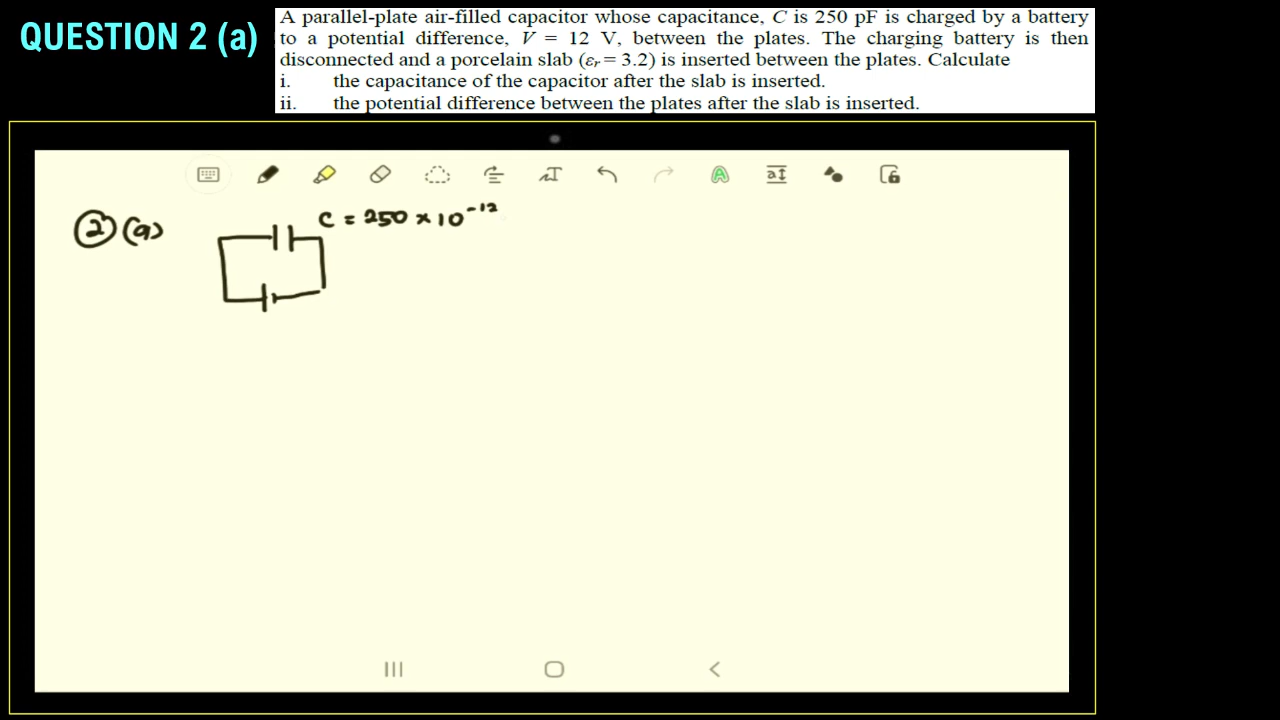 QUESTION 2 (a)
A parallel-plate air-filled capacitor whose capacitance, C is 250 pF is charged by a battery
to a potential difference, V = 12 V, between the plates. The charging battery is then
disconnected and a porcelain slab (εr = 3.2) is inserted between the plates. Calculate
i. the capacitance of the capacitor after the slab is inserted.
ii. the potential difference between the plates after the slab is inserted.
T
A
a
2 (a)
C = 250 × 10⁻¹²